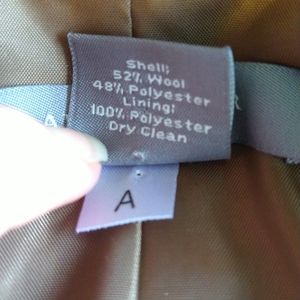 Shell:
52% Wool
48% Polyester
Lining:
100% Polyester
Dry Clean
A